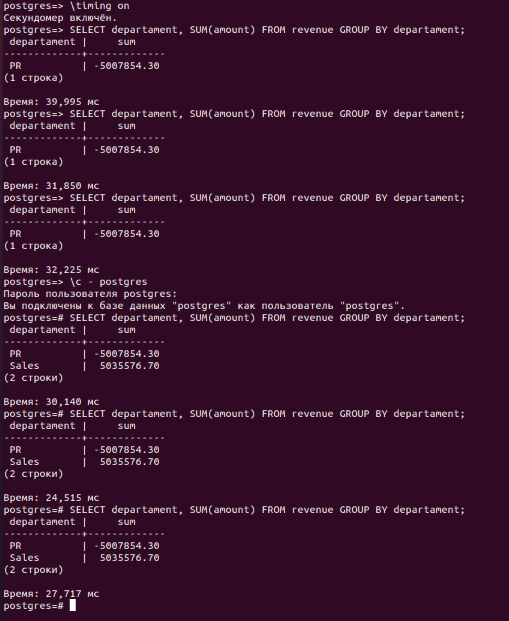 postgres=> \timing on
Секундомер включён.
postgres=> SELECT departament, SUM(amount) FROM revenue GROUP BY departament;
 departament |     sum
-------------+-------------
 PR          | -5007854.30
(1 строка)

Время: 39,995 мс
postgres=> SELECT departament, SUM(amount) FROM revenue GROUP BY departament;
 departament |     sum
-------------+-------------
 PR          | -5007854.30
(1 строка)

Время: 31,850 мс
postgres=> SELECT departament, SUM(amount) FROM revenue GROUP BY departament;
 departament |     sum
-------------+-------------
 PR          | -5007854.30
(1 строка)

Время: 32,225 мс
postgres=> \c - postgres
Пароль пользователя postgres:
Вы подключены к базе данных "postgres" как пользователь "postgres".
postgres=# SELECT departament, SUM(amount) FROM revenue GROUP BY departament;
 departament |     sum
-------------+-------------
 PR          | -5007854.30
 Sales       |  5035576.70
(2 строки)

Время: 30,140 мс
postgres=# SELECT departament, SUM(amount) FROM revenue GROUP BY departament;
 departament |     sum
-------------+-------------
 PR          | -5007854.30
 Sales       |  5035576.70
(2 строки)

Время: 24,515 мс
postgres=# SELECT departament, SUM(amount) FROM revenue GROUP BY departament;
 departament |     sum
-------------+-------------
 PR          | -5007854.30
 Sales       |  5035576.70
(2 строки)

Время: 27,717 мс
postgres=#